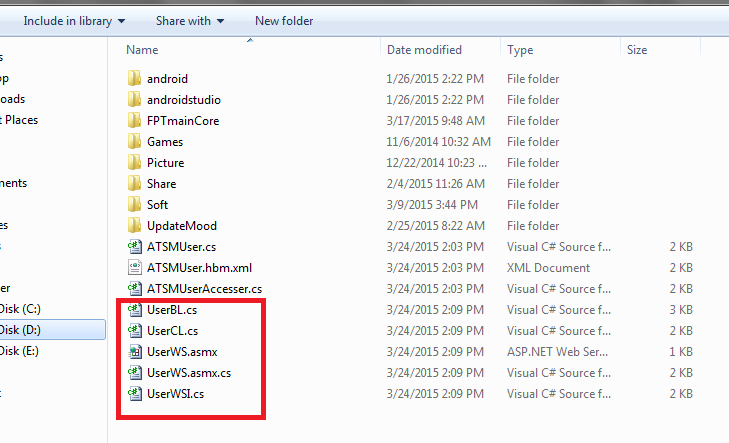 Include in library Share with New folder
Name Date modified Type Size
s
op android 1/26/2015 2:22 PM File folder
oads androidstudio 1/26/2015 2:22 PM File folder
t Places FPTmainCore 3/17/2015 9:48 AM File folder
Games 11/6/2014 10:32 AM File folder
Picture 12/22/2014 10:23 ... File folder
ments Share 2/4/2015 11:26 AM File folder
Soft 3/9/2015 3:44 PM File folder
es UpdateMood 2/25/2015 8:22 AM File folder
ATSMUser.cs 3/24/2015 2:03 PM Visual C# Source f... 2 KB
ATSMUser.hbm.xml 3/24/2015 2:03 PM XML Document 2 KB
er ATSMUserAccesser.cs 3/24/2015 2:03 PM Visual C# Source f... 2 KB
Disk (C:) UserBL.cs 3/24/2015 2:09 PM Visual C# Source f... 3 KB
Disk (D:) UserCL.cs 3/24/2015 2:09 PM Visual C# Source f... 2 KB
Disk (E:) UserWS.asmx 3/24/2015 2:09 PM ASP.NET Web Ser... 1 KB
UserWS.asmx.cs 3/24/2015 2:09 PM Visual C# Source f... 2 KB
UserWSI.cs 3/24/2015 2:09 PM Visual C# Source f... 2 KB